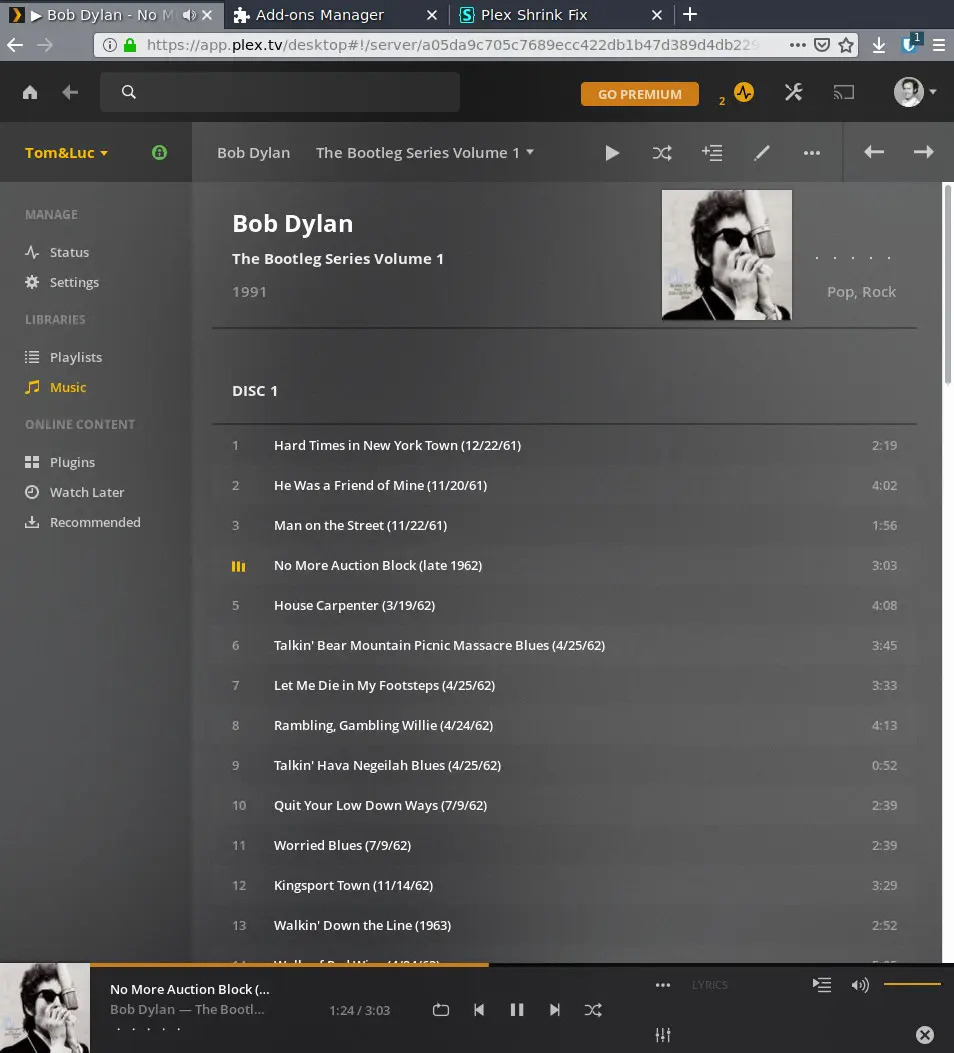 ▶ Bob Dylan - No M
Add-ons Manager
Plex Shrink Fix
https://app.plex.tv/desktop#!/server/a05da9c705c7689ecc422db1b47d389d4db229
1
GO PREMIUM
2
Tom&Luc
Bob Dylan
The Bootleg Series Volume 1
MANAGE
Status
Settings
LIBRARIES
Playlists
Music
ONLINE CONTENT
Plugins
Watch Later
Recommended
Bob Dylan
The Bootleg Series Volume 1
1991
Pop, Rock
DISC 1
1 Hard Times in New York Town (12/22/61) 2:19
2 He Was a Friend of Mine (11/20/61) 4:02
3 Man on the Street (11/22/61) 1:56
No More Auction Block (late 1962) 3:03
5 House Carpenter (3/19/62) 4:08
6 Talkin' Bear Mountain Picnic Massacre Blues (4/25/62) 3:45
7 Let Me Die in My Footsteps (4/25/62) 3:33
8 Rambling, Gambling Willie (4/24/62) 4:13
9 Talkin' Hava Negeilah Blues (4/25/62) 0:52
10 Quit Your Low Down Ways (7/9/62) 2:39
11 Worried Blues (7/9/62) 2:39
12 Kingsport Town (11/14/62) 3:29
13 Walkin' Down the Line (1963) 2:52
No More Auction Block (...
Bob Dylan — The Bootl...
1:24 / 3:03
LYRICS